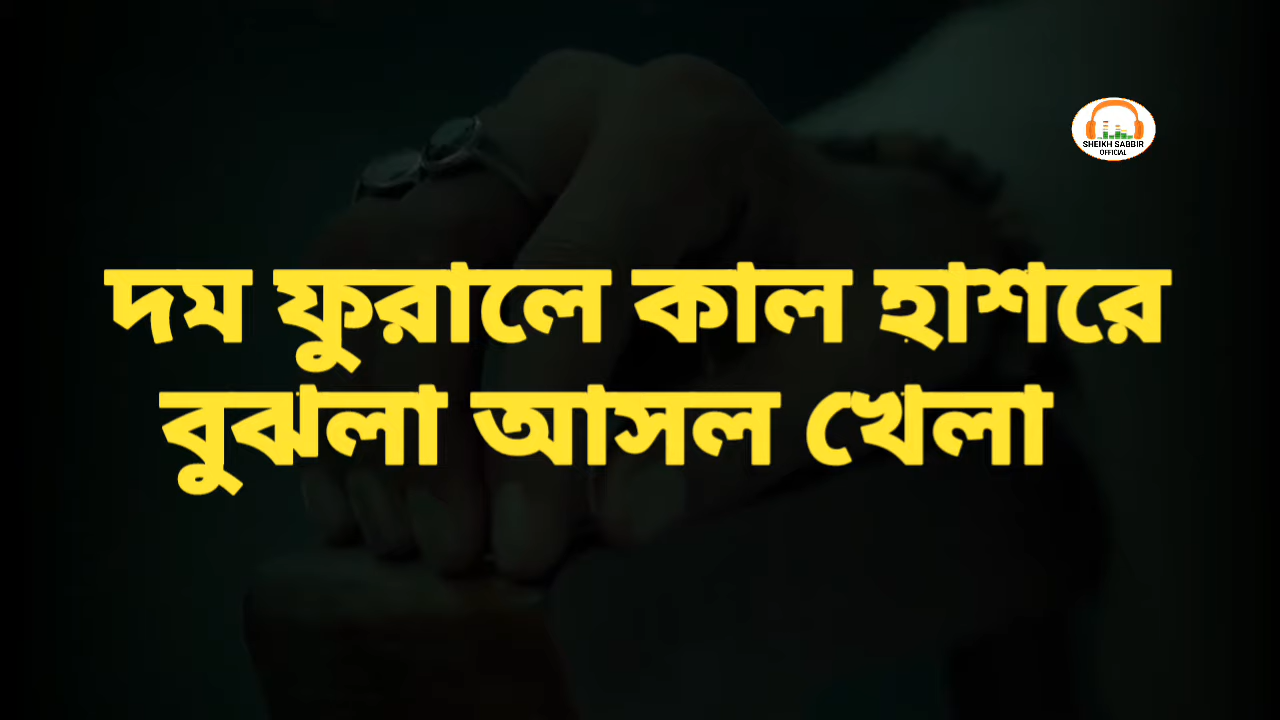 SHEIKH SABBIR
OFFICIAL
দম ফুরালে কাল হাশরে
বুঝলা আসল খেলা